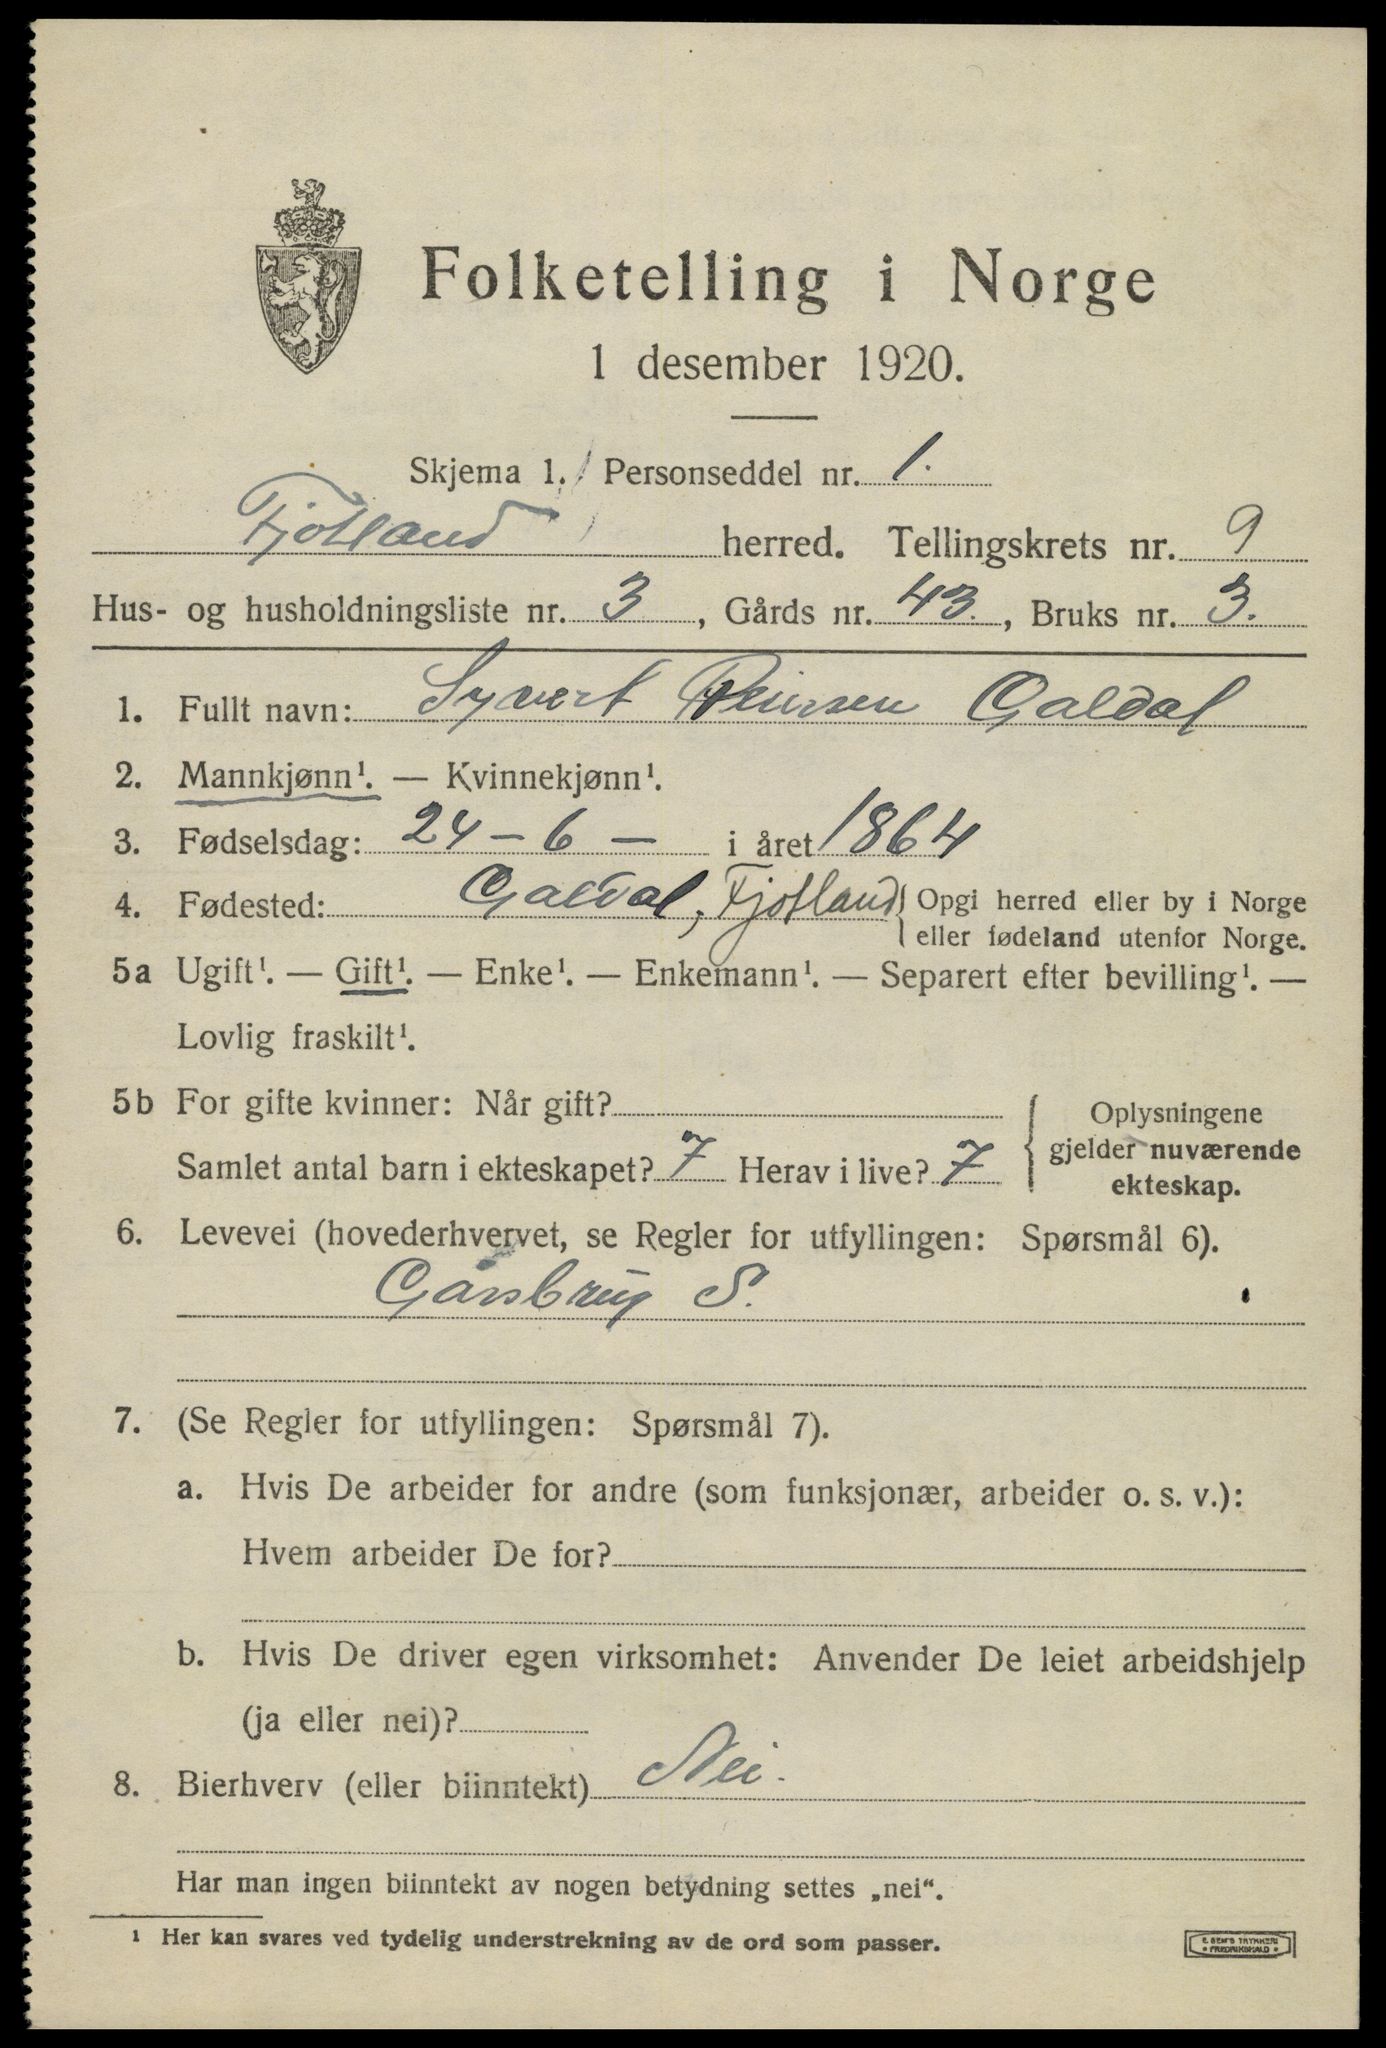 Folketelling i Norge
1 desember 1920.
Skjema 1. Personseddel nr. 1.
Fjotland herred. Tellingskrets nr. 9
Hus- og husholdningsliste nr. 3, Gårds nr. 43., Bruks nr. 3.
1. Fullt navn: Syvert Galdal
2. Mannkjønn¹. — Kvinnekjønn¹.
3. Fødselsdag: 24 – 6 – i året 1864
4. Fødested: Galdal, Fjotland { Opgi herred eller by i Norge
eller fødeland utenfor Norge.
5a Ugift¹. — Gift¹. — Enke¹. — Enkemann¹. — Separert efter bevilling¹. —
Lovlig fraskilt¹.
5b For gifte kvinner: Når gift?
Samlet antal barn i ekteskapet? 7 Herav i live? 7
Oplysningene
gjelder nuværende
ekteskap.
6. Levevei (hovederhvervet, se Regler for utfyllingen: Spørsmål 6).
Gårsbrug S.
7. (Se Regler for utfyllingen: Spørsmål 7).
a. Hvis De arbeider for andre (som funksjonær, arbeider o. s. v.):
Hvem arbeider De for?
b. Hvis De driver egen virksomhet: Anvender De leiet arbeidshjelp
(ja eller nei)?
8. Bierhverv (eller biinntekt) Nei.
Har man ingen biinntekt av nogen betydning settes „nei“.
¹ Her kan svares ved tydelig understrekning av de ord som passer.
E. SEM'S TRYKKERI
• FREDRIKSHALD •